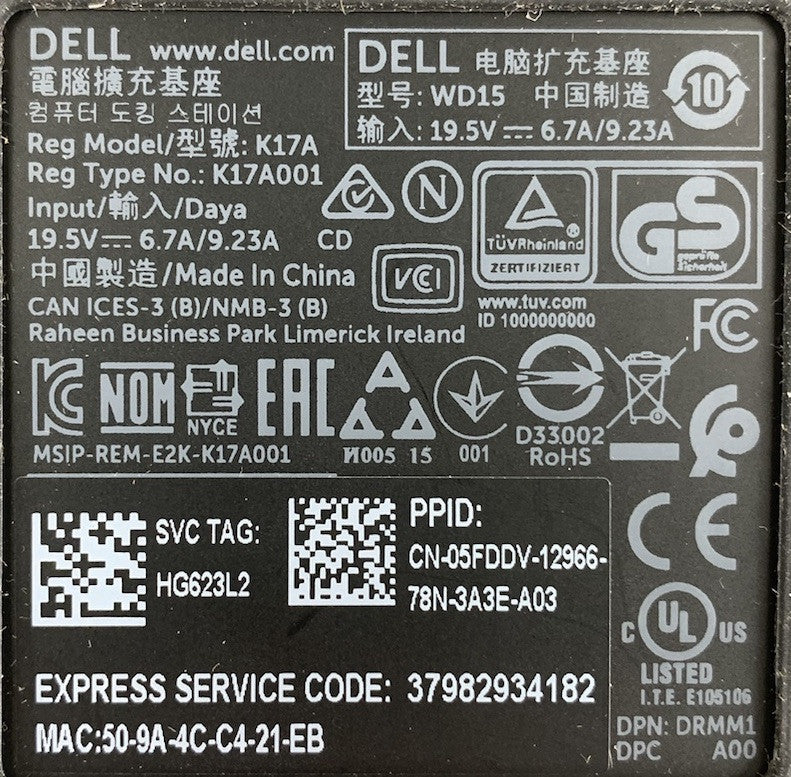 DELL www.dell.com
電腦擴充基座
컴퓨터 도킹 스테이션
Reg Model/型號: K17A
Reg Type No.: K17A001
Input/輸入/Daya
19.5V⎓ 6.7A/9.23A CD
中國製造/Made In China
CAN ICES-3 (B)/NMB-3 (B)
Raheen Business Park Limerick Ireland
DELL 电脑扩充基座
型号: WD15 中国制造
输入: 19.5V⎓ 6.7A/9.23A
10
N
TÜVRheinland
ZERTIFIZIERT
GS
geprüfte
Sicherheit
VCI
www.tuv.com
ID 1000000000
FC
KC NOM NYCE EAC
MSIP-REM-E2K-K17A001
И005 15
001
D33002
RoHS
CE
SVC TAG:
HG623L2
PPID:
CN-05FDDV-12966-
78N-3A3E-A03
EXPRESS SERVICE CODE: 37982934182
MAC:50-9A-4C-C4-21-EB
C UL US
LISTED
I.T.E. E105106
DPN: DRMM1
DPC A00